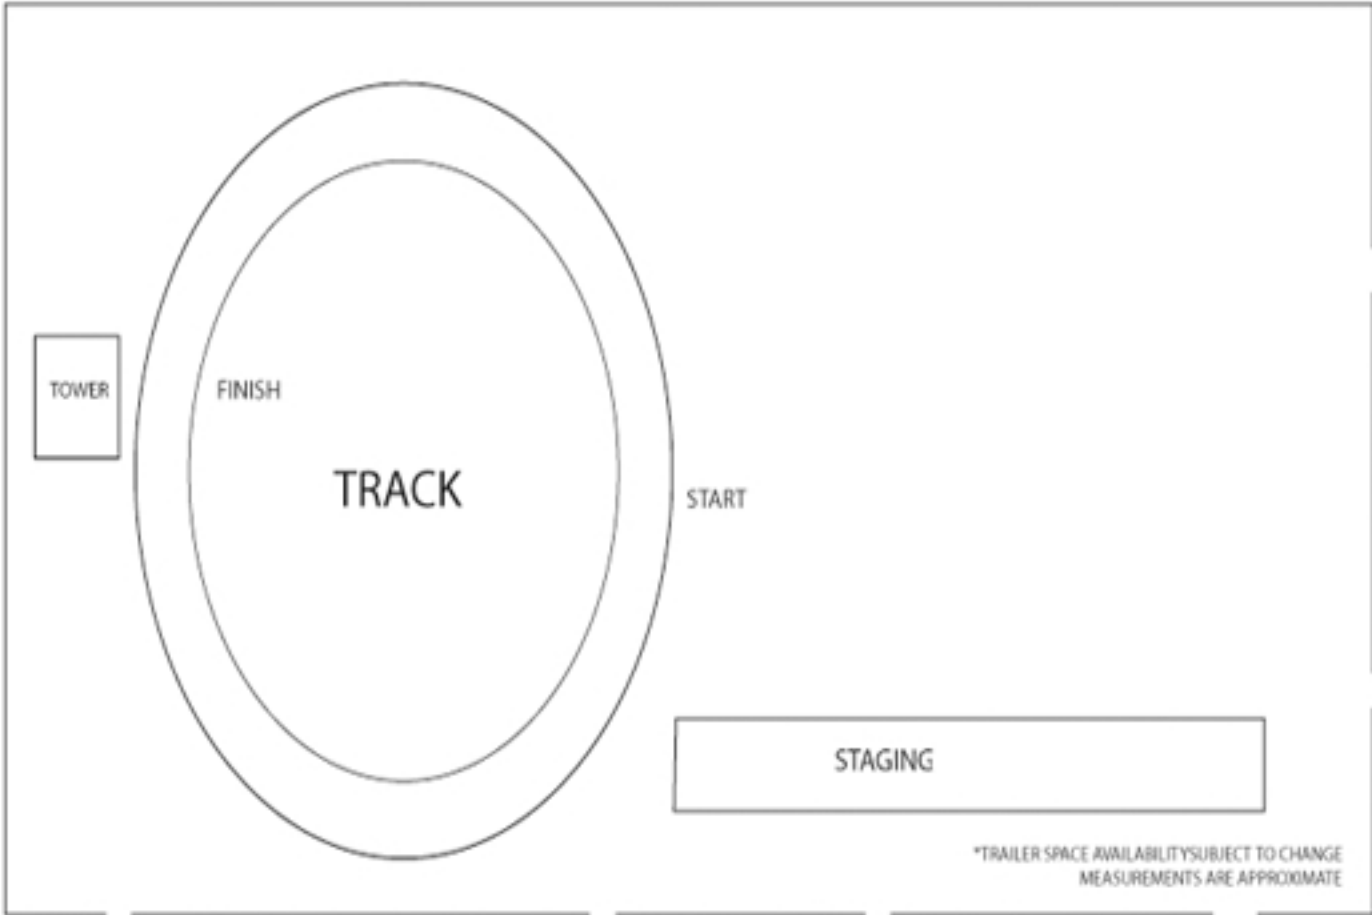 TOWER
FINISH
TRACK
START
STAGING
*TRAILER SPACE AVAILABILITYSUBJECT TO CHANGE
MEASUREMENTS ARE APPROXIMATE